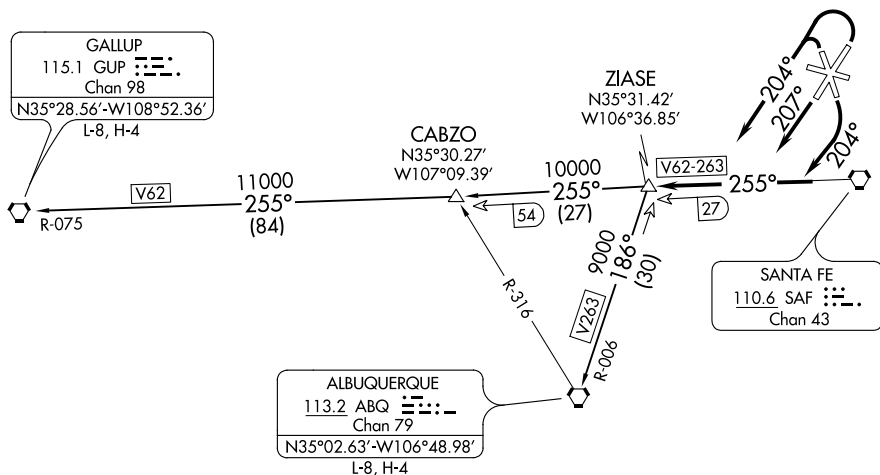 GALLUP
115.1 GUP
Chan 98
N35°28.56′-W108°52.36′
L-8, H-4
ZIASE
N35°31.42′
W106°36.85′
204°
207°
204°
CABZO
N35°30.27′
W107°09.39′
V62-263
255°
10000
255°
(27)
11000
255°
(84)
V62
R-075
54
27
9000
186°
(30)
V263
R-316
R-006
SANTA FE
110.6 SAF
Chan 43
ALBUQUERQUE
113.2 ABQ
Chan 79
N35°02.63′-W106°48.98′
L-8, H-4